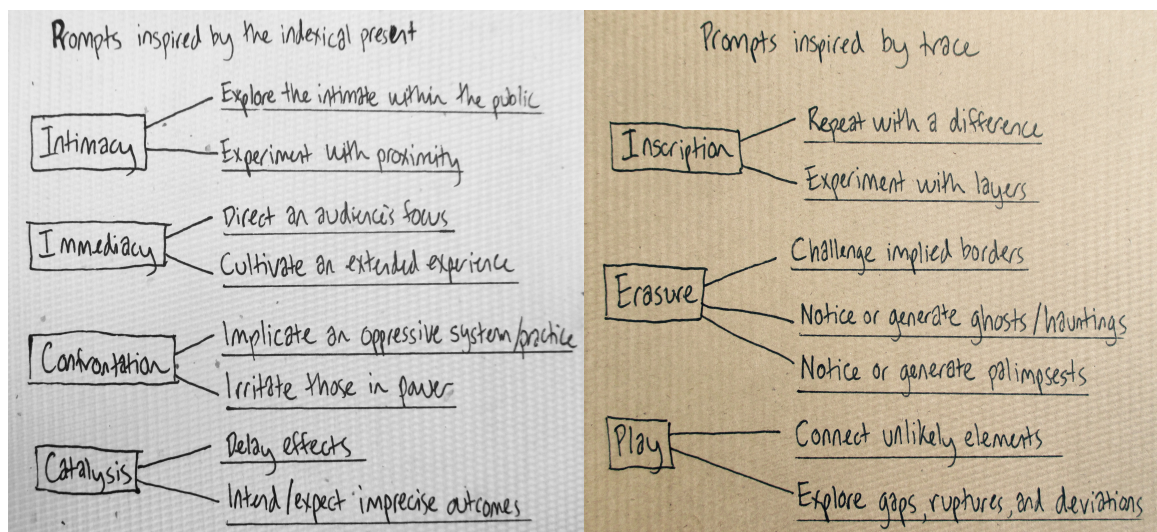 Prompts inspired by the indexical present
Intimacy
Explore the intimate within the public
Experiment with proximity
Immediacy
Direct an audience's focus
Cultivate an extended experience
Confrontation
Implicate an oppressive system/practice
Irritate those in power
Catalysis
Delay effects
Intend/expect imprecise outcomes
Prompts inspired by trace
Inscription
Repeat with a difference
Experiment with layers
Erasure
Challenge implied borders
Notice or generate ghosts/hauntings
Notice or generate palimpsests
Play
Connect unlikely elements
Explore gaps, ruptures, and deviations